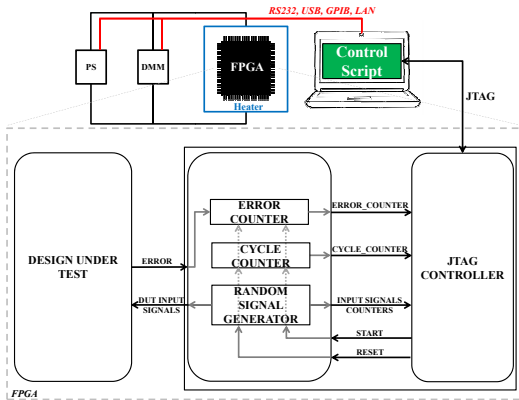 RS232, USB, GPIB, LAN
PS
DMM
FPGA
Heater
Control
Script
JTAG
ERROR
COUNTER
ERROR_COUNTER
CYCLE
COUNTER
CYCLE_COUNTER
DESIGN UNDER
TEST
ERROR
JTAG
CONTROLLER
DUT INPUT
SIGNALS
RANDOM
SIGNAL
GENERATOR
INPUT SIGNALS
COUNTERS
START
RESET
FPGA